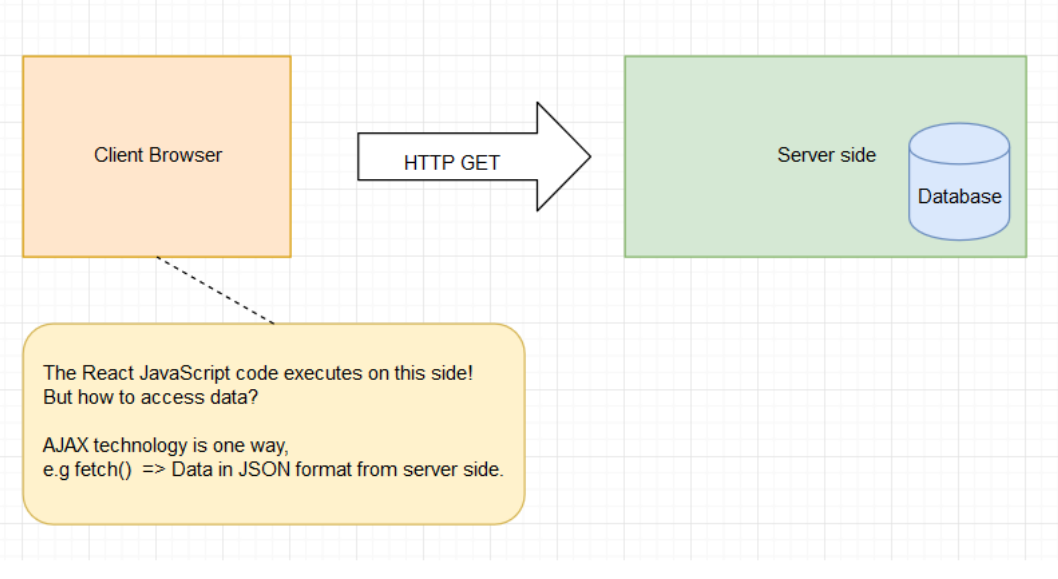 Client Browser
HTTP GET
Server side
Database
The React JavaScript code executes on this side!
But how to access data?
AJAX technology is one way,
e.g fetch()  => Data in JSON format from server side.